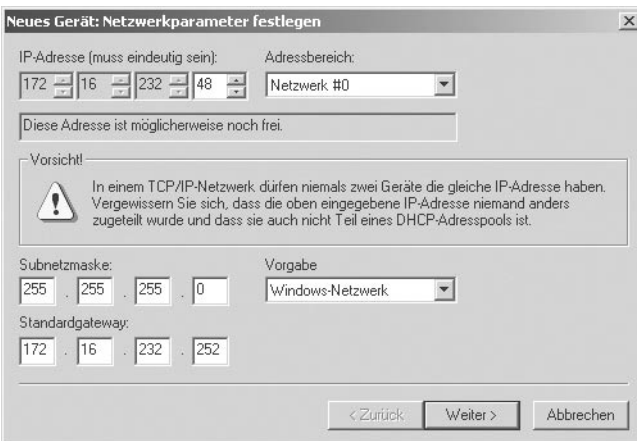 Neues Gerät: Netzwerkparameter festlegen
IP-Adresse (muss eindeutig sein):
Adressbereich:
172 16 232 48
Netzwerk #0
Diese Adresse ist möglicherweise noch frei.
Vorsicht!
In einem TCP/IP-Netzwerk dürfen niemals zwei Geräte die gleiche IP-Adresse haben.
Vergewissern Sie sich, dass die oben eingegebene IP-Adresse niemand anders
zugeteilt wurde und dass sie auch nicht Teil eines DHCP-Adresspools ist.
Subnetzmaske:
Vorgabe
255 . 255 . 255 . 0
Windows-Netzwerk
Standardgateway:
172 . 16 . 232 . 252
< Zurück
Weiter >
Abbrechen